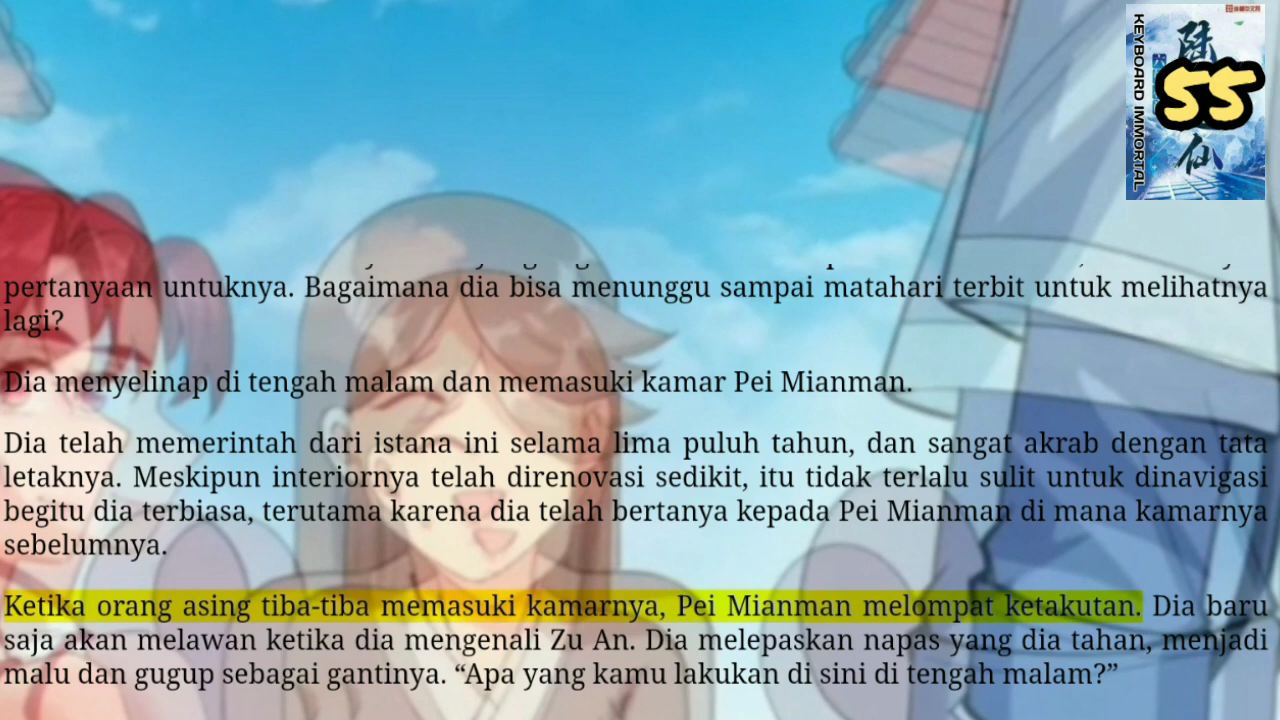 KEYBOARD IMMORTAL
陆
仙
55
pertanyaan untuknya. Bagaimana dia bisa menunggu sampai matahari terbit untuk melihatnya
lagi?
Dia menyelinap di tengah malam dan memasuki kamar Pei Mianman.
Dia telah memerintah dari istana ini selama lima puluh tahun, dan sangat akrab dengan tata
letaknya. Meskipun interiornya telah direnovasi sedikit, itu tidak terlalu sulit untuk dinavigasi
begitu dia terbiasa, terutama karena dia telah bertanya kepada Pei Mianman di mana kamarnya
sebelumnya.
Ketika orang asing tiba-tiba memasuki kamarnya, Pei Mianman melompat ketakutan. Dia baru
saja akan melawan ketika dia mengenali Zu An. Dia melepaskan napas yang dia tahan, menjadi
malu dan gugup sebagai gantinya. “Apa yang kamu lakukan di sini di tengah malam?”